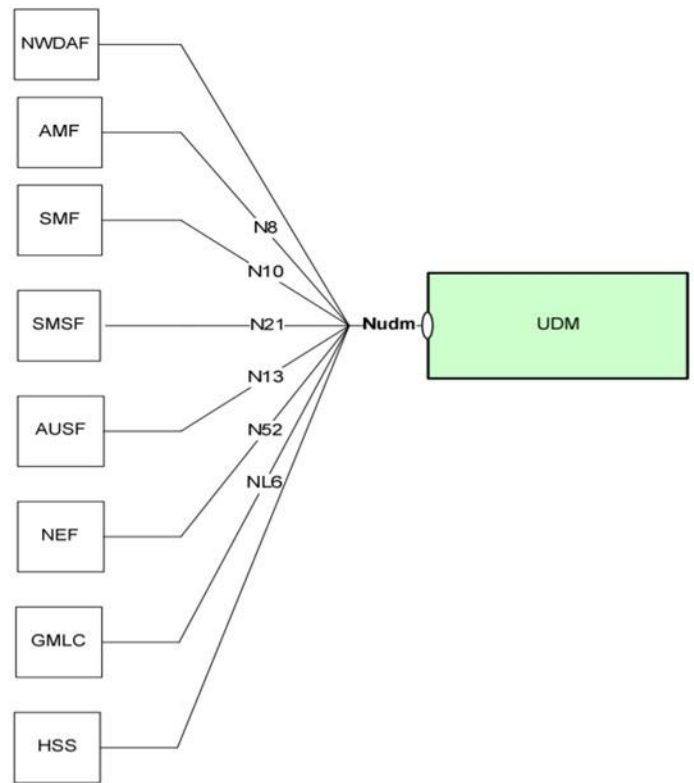 NWDAF
AMF
SMF
N8
N10
SMSF
N21
Nudm
UDM
N13
AUSF
N52
NL6
NEF
GMLC
HSS